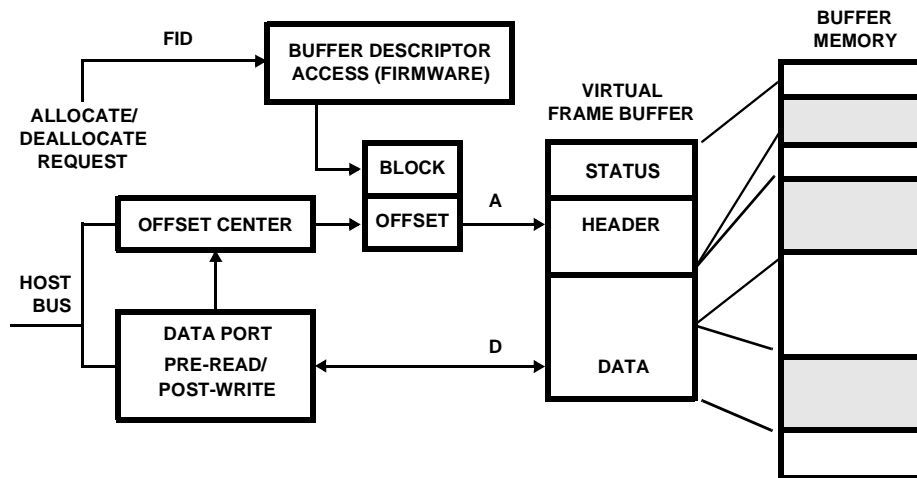 BUFFER
MEMORY
FID
BUFFER DESCRIPTOR
ACCESS (FIRMWARE)
VIRTUAL
FRAME BUFFER
ALLOCATE/
DEALLOCATE
REQUEST
BLOCK
STATUS
OFFSET CENTER
OFFSET
A
HEADER
HOST
BUS
DATA PORT
PRE-READ/
POST-WRITE
D
DATA